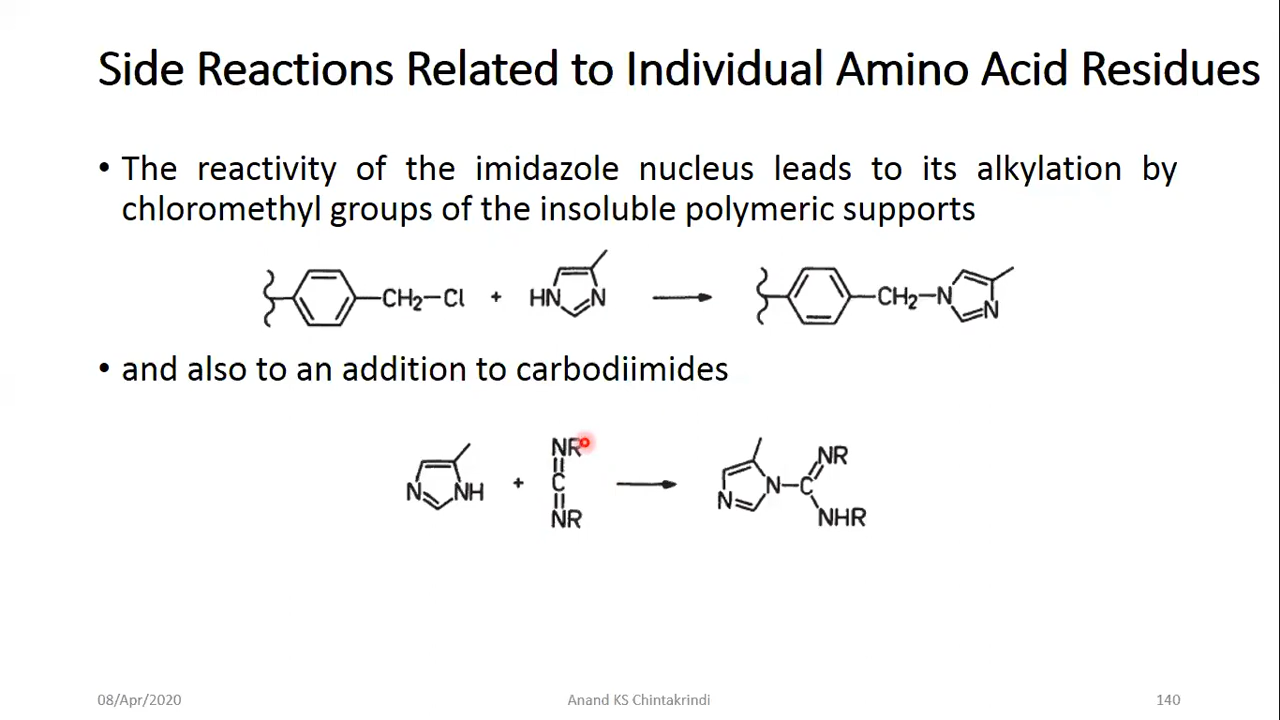 Side Reactions Related to Individual Amino Acid Residues
• The reactivity of the imidazole nucleus leads to its alkylation by
chloromethyl groups of the insoluble polymeric supports
CH₂–Cl + HN N CH₂–N N
• and also to an addition to carbodiimides
N NH + NR C NR N N–C NR NHR
08/Apr/2020 Anand KS Chintakrindi 140